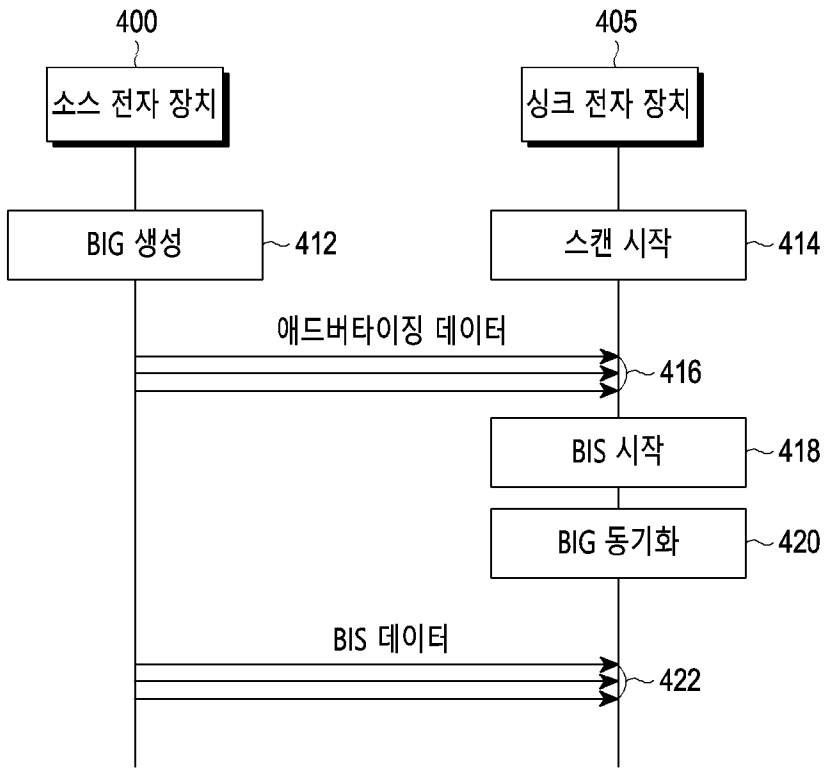 400
405
소스 전자 장치
싱크 전자 장치
BIG 생성
412
스캔 시작
414
애드버타이징 데이터
416
BIS 시작
418
BIG 동기화
420
BIS 데이터
422